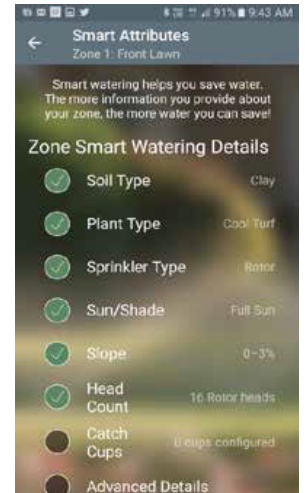 91% 9:43 AM
Smart Attributes
Zone 1: Front Lawn
Smart watering helps you save water.
The more information you provide about
your zone, the more water you can save!
Zone Smart Watering Details
Soil Type Clay
Plant Type Cool Turf
Sprinkler Type Rotor
Sun/Shade Full Sun
Slope 0-3%
Head
Count 16 Rotor heads
Catch
Cups 0 cups configured
Advanced Details